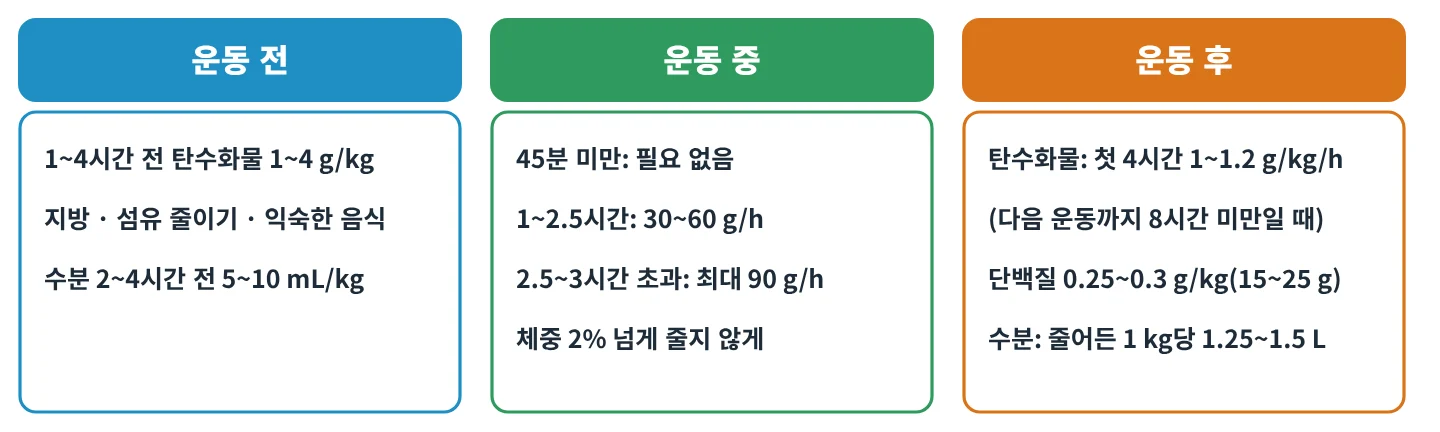 운동 전
1~4시간 전 탄수화물 1~4 g/kg
지방 · 섬유 줄이기 · 익숙한 음식
수분 2~4시간 전 5~10 mL/kg
운동 중
45분 미만: 필요 없음
1~2.5시간: 30~60 g/h
2.5~3시간 초과: 최대 90 g/h
체중 2% 넘게 줄지 않게
운동 후
탄수화물: 첫 4시간 1~1.2 g/kg/h
(다음 운동까지 8시간 미만일 때)
단백질 0.25~0.3 g/kg(15~25 g)
수분: 줄어든 1 kg당 1.25~1.5 L